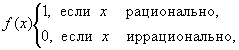 f(x){1, если x рационально,
0, если x иррационально,